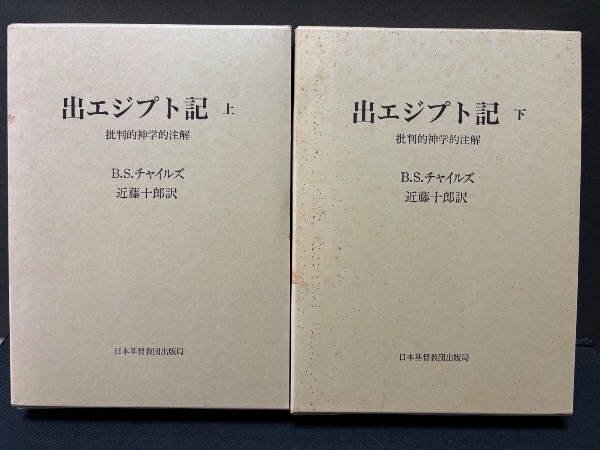 出エジプト記 上
批判的神学的注解
B.S.チャイルズ
近藤十郎訳
日本基督教団出版局
出エジプト記 下
批判的神学的注解
B.S.チャイルズ
近藤十郎訳
日本基督教団出版局